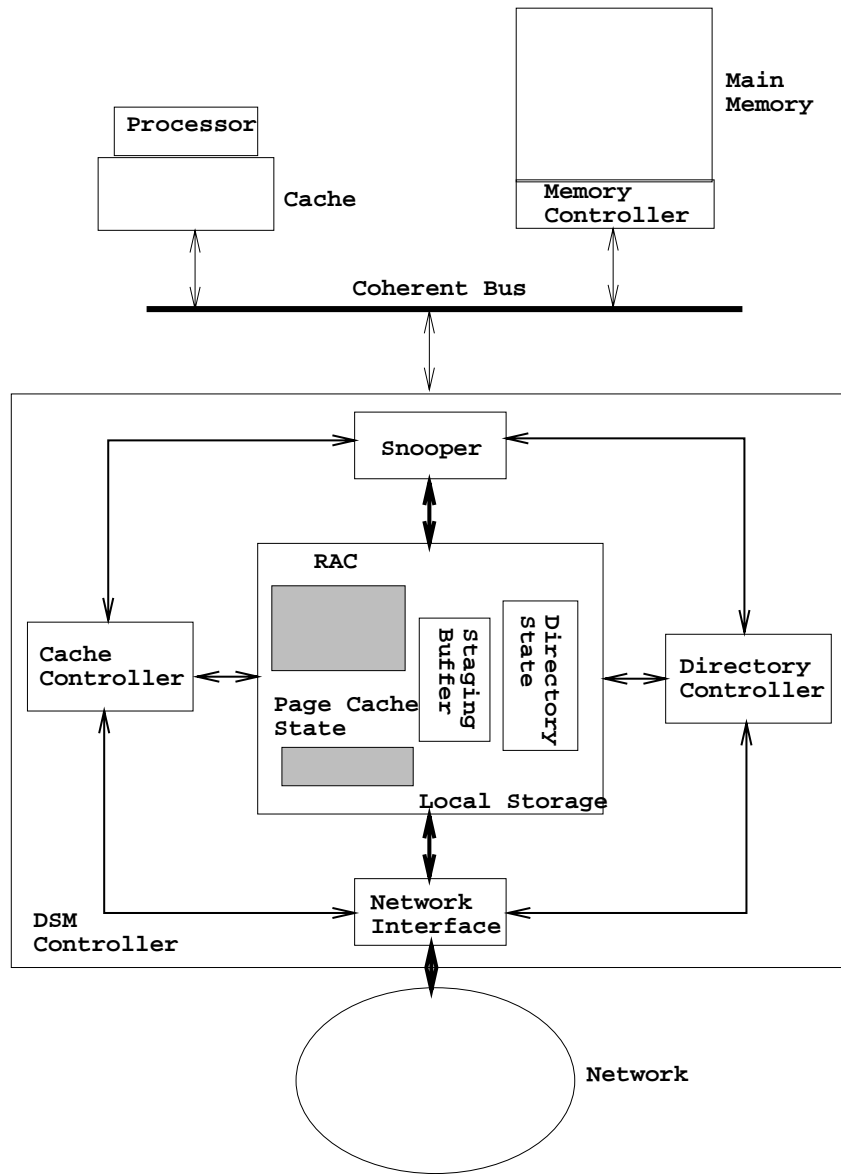 Main
Memory
Processor
Cache
Memory
Controller
Coherent Bus
Snooper
RAC
Cache
Controller
Staging
Buffer
Directory
State
Directory
Controller
Page Cache
State
Local Storage
Network
Interface
DSM
Controller
Network